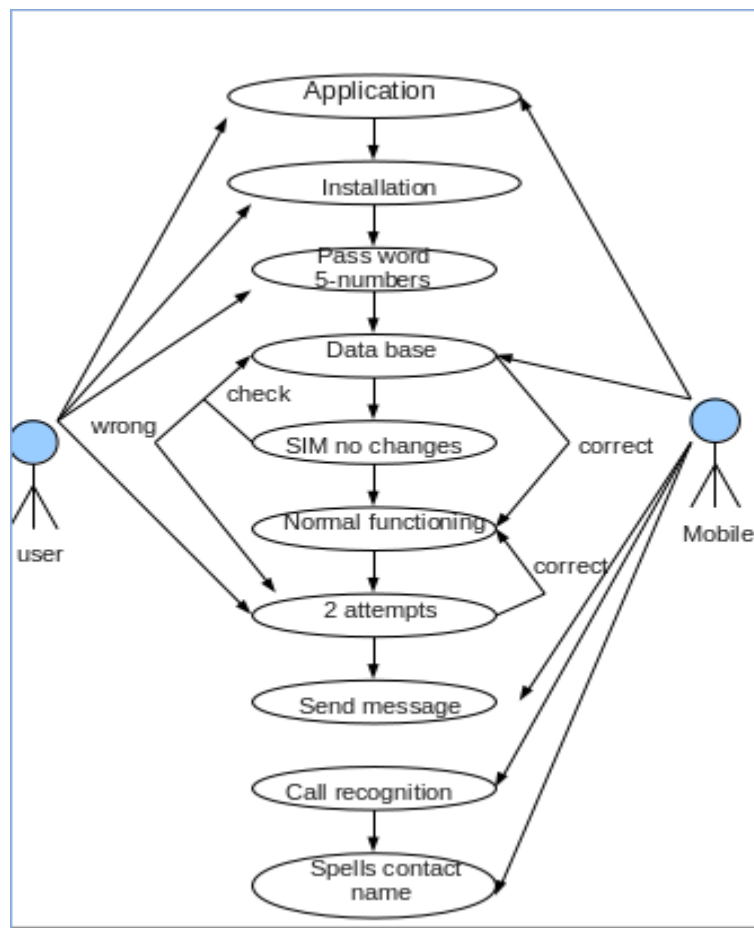 Application
Installation
Pass word
5-numbers
Data base
check
wrong
SIM no changes
correct
user
Normal functioning
Mobile
correct
2 attempts
Send message
Call recognition
Spells contact
name